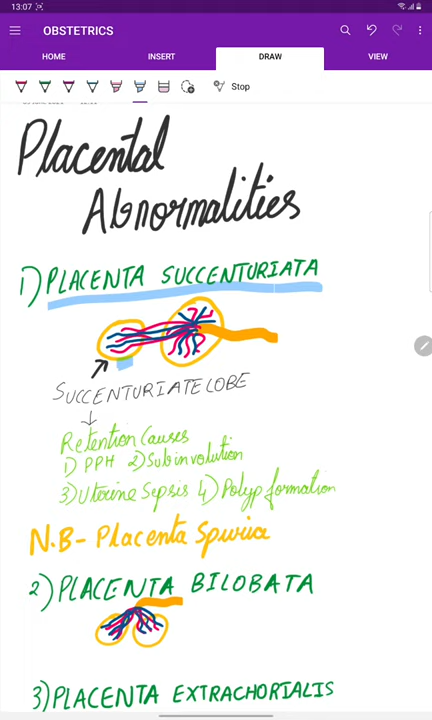 13:07
OBSTETRICS
HOME INSERT DRAW VIEW
Stop
Placental
Abnormalities
1) PLACENTA SUCCENTURIATA
SUCCENTURIATE LOBE
Retention Causes
1) PPH 2) Subinvolution
3) Uterine Sepsis 4) Polyp formation
N.B- Placenta Spuria
2) PLACENTA BILOBATA
3) PLACENTA EXTRACHORIALIS